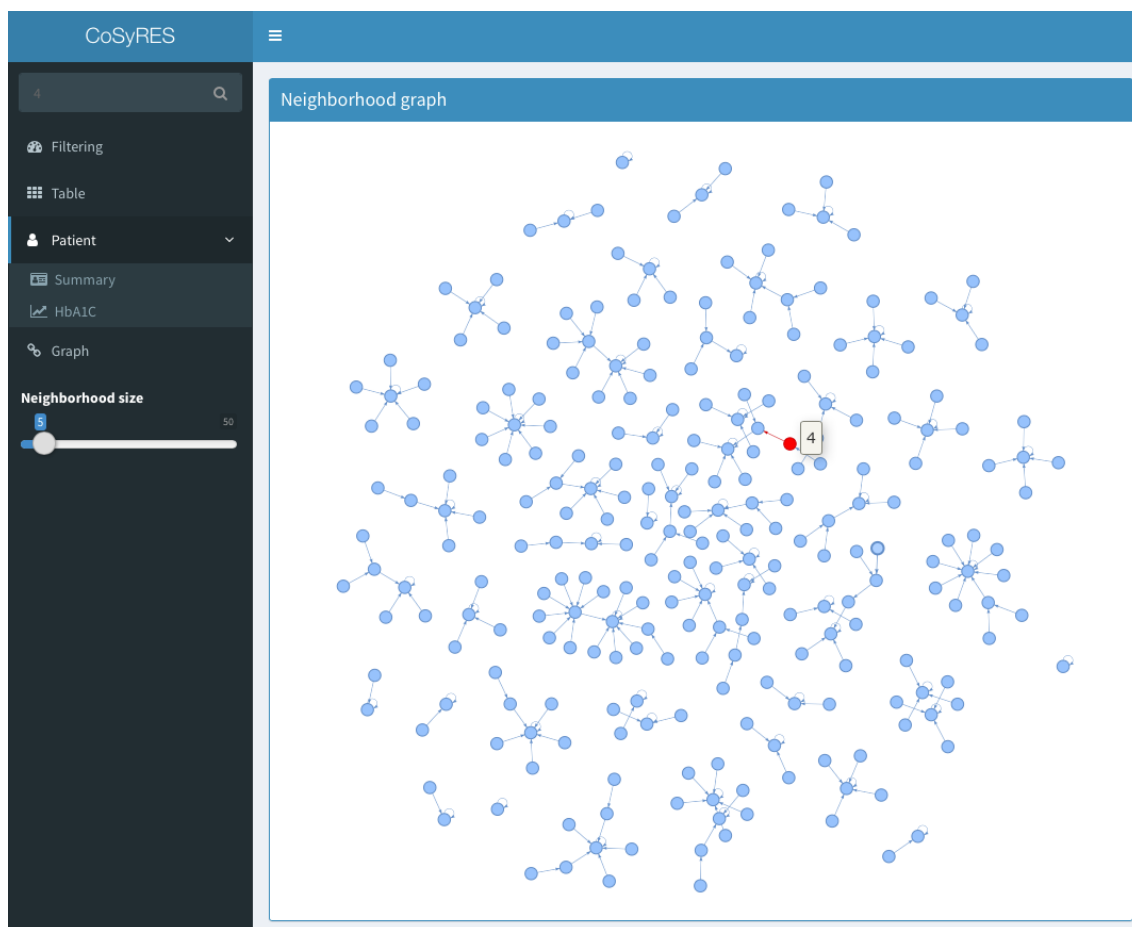 CoSyRES
4
Neighborhood graph
Filtering
Table
Patient
Summary
HbA1C
Graph
Neighborhood size
5 50
4